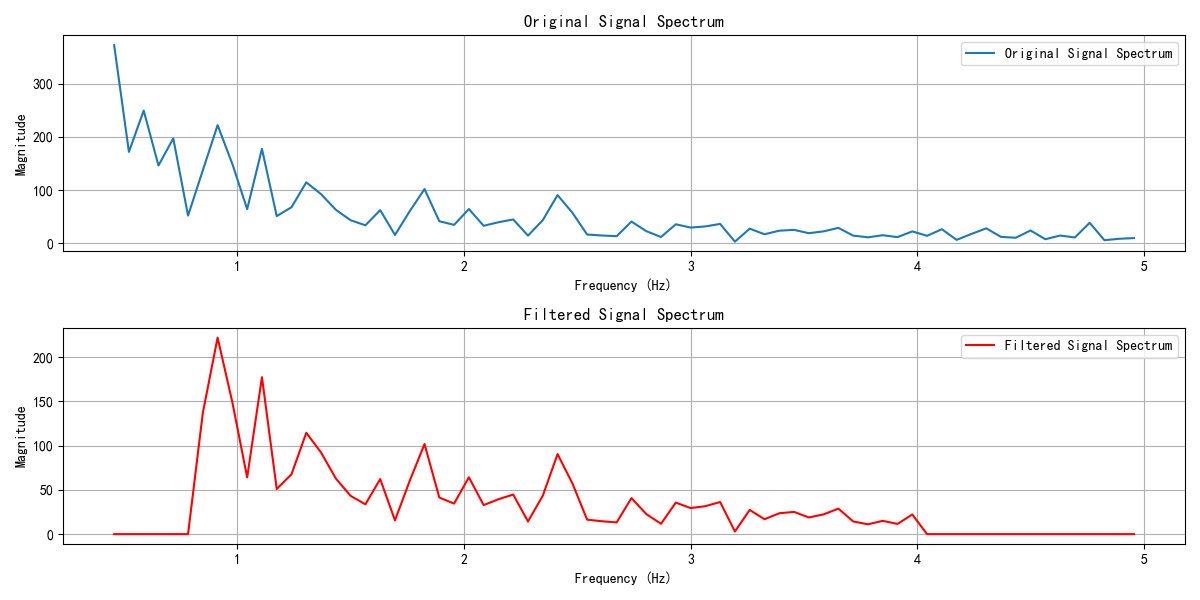 Original Signal Spectrum
Original Signal Spectrum
Magnitude
300
200
100
0
1 2 3 4 5
Frequency (Hz)
Filtered Signal Spectrum
Filtered Signal Spectrum
Magnitude
200
150
100
50
0
1 2 3 4 5
Frequency (Hz)